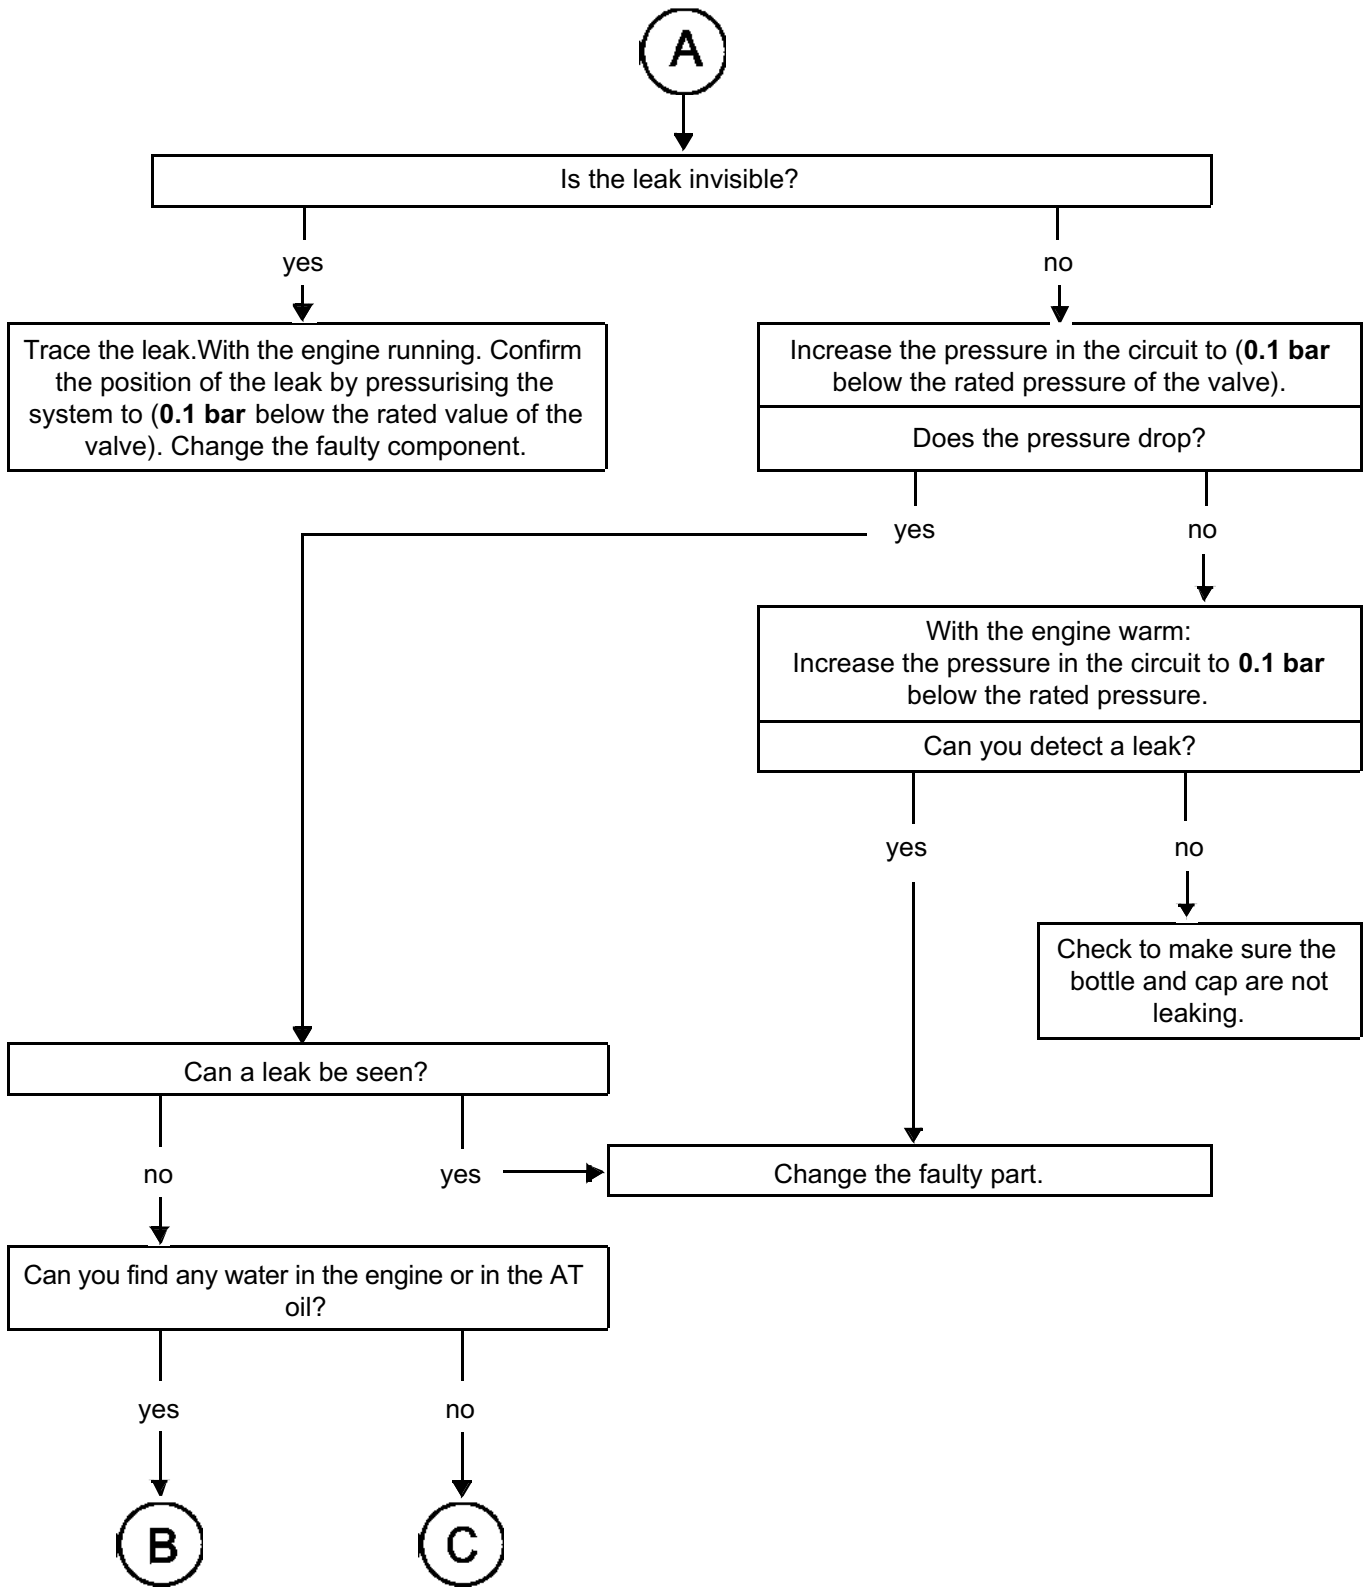 A
Is the leak invisible?
yes
no
Trace the leak.With the engine running. Confirm
the position of the leak by pressurising the
system to (0.1 bar below the rated value of the
valve). Change the faulty component.
Increase the pressure in the circuit to (0.1 bar
below the rated pressure of the valve).
Does the pressure drop?
yes
no
With the engine warm:
Increase the pressure in the circuit to 0.1 bar
below the rated pressure.
Can you detect a leak?
yes
no
Check to make sure the
bottle and cap are not
leaking.
Can a leak be seen?
no
yes
Change the faulty part.
Can you find any water in the engine or in the AT
oil?
yes
no
B
C